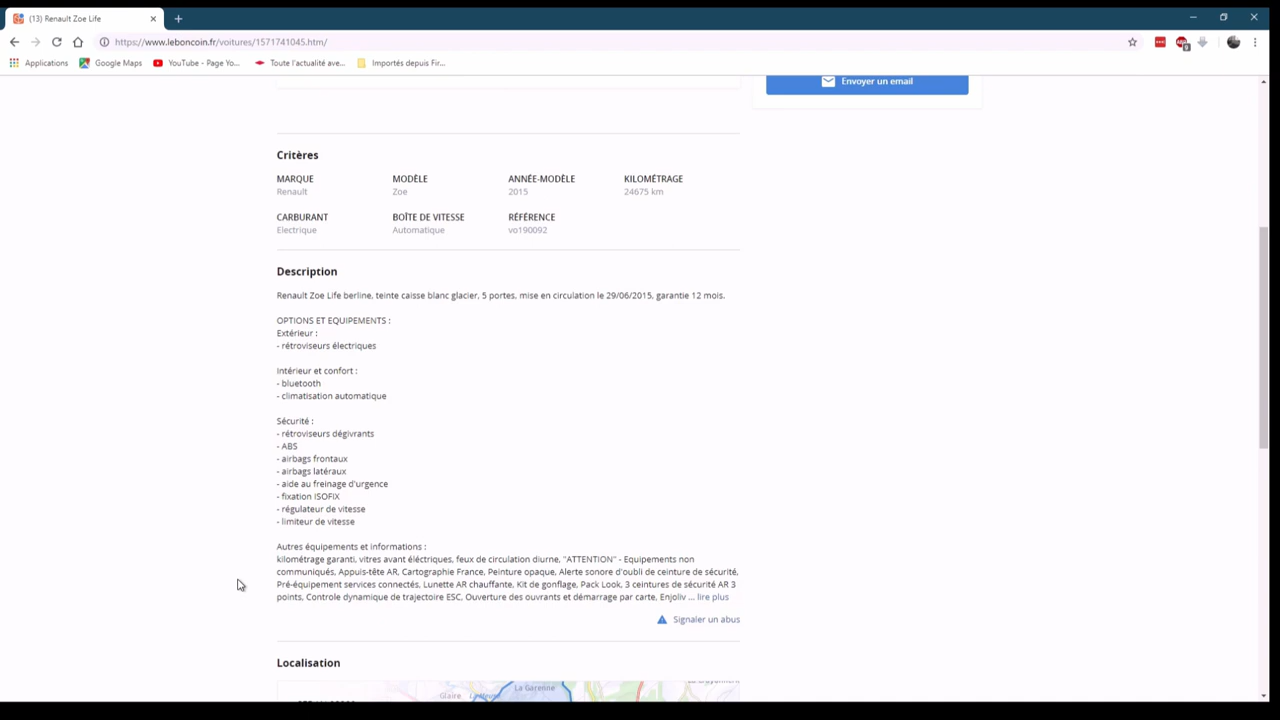 (13) Renault Zoe Life
https://www.leboncoin.fr/voitures/1571741045.htm/
Applications Google Maps YouTube - Page Yo... Toute l'actualité ave... Importés depuis Fir...
Envoyer un email
Critères
MARQUE MODÈLE ANNÉE-MODÈLE KILOMÉTRAGE
Renault Zoe 2015 24675 km
CARBURANT BOÎTE DE VITESSE RÉFÉRENCE
Electrique Automatique vo190092
Description
Renault Zoe Life berline, teinte caisse blanc glacier, 5 portes, mise en circulation le 29/06/2015, garantie 12 mois.
OPTIONS ET EQUIPEMENTS :
Extérieur :
- rétroviseurs électriques
Intérieur et confort :
- bluetooth
- climatisation automatique
Sécurité :
- rétroviseurs dégivrants
- ABS
- airbags frontaux
- airbags latéraux
- aide au freinage d'urgence
- fixation ISOFIX
- régulateur de vitesse
- limiteur de vitesse
Autres équipements et informations :
kilométrage garanti, vitres avant éléctriques, feux de circulation diurne, "ATTENTION" - Equipements non
communiqués, Appuis-tête AR, Cartographie France, Peinture opaque, Alerte sonore d'oubli de ceinture de sécurité,
Pré-équipement services connectés, Lunette AR chauffante, Kit de gonflage, Pack Look, 3 ceintures de sécurité AR 3
points, Controle dynamique de trajectoire ESC, Ouverture des ouvrants et démarrage par carte, Enjoliv ... lire plus
Signaler un abus
Localisation
Glaire La Meuse La Garenne